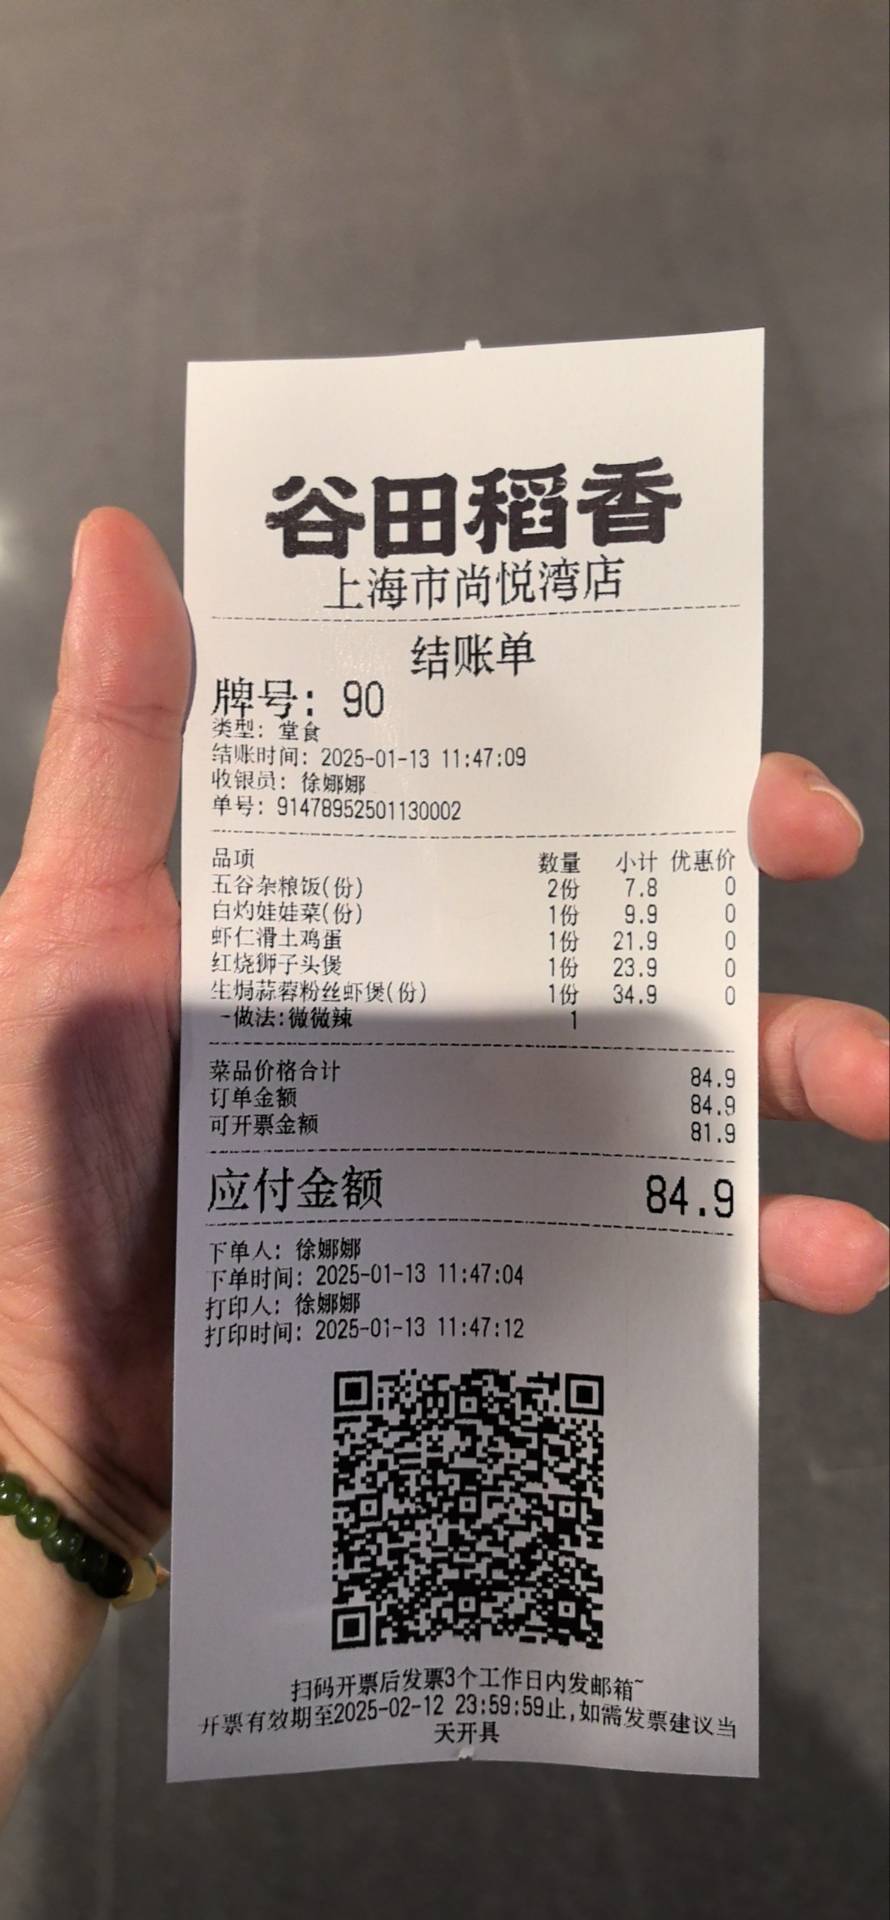 谷田稻香
上海市尚悦湾店
结账单
牌号: 90
类型: 堂食
结账时间: 2025-01-13 11:47:09
收银员: 徐娜娜
单号: 91478952501130002
品项 数量 小计 优惠价
五谷杂粮饭(份) 2份 7.8 0
白灼娃娃菜(份) 1份 9.9 0
虾仁滑土鸡蛋 1份 21.9 0
红烧狮子头煲 1份 23.9 0
生焗蒜蓉粉丝虾煲(份) 1份 34.9 0
-做法:微微辣 1
菜品价格合计 84.9
订单金额 84.9
可开票金额 81.9
应付金额 84.9
下单人: 徐娜娜
下单时间: 2025-01-13 11:47:04
打印人: 徐娜娜
打印时间: 2025-01-13 11:47:12
扫码开票后发票3个工作日内发邮箱~
开票有效期至2025-02-12 23:59:59止,如需发票建议当
天开具